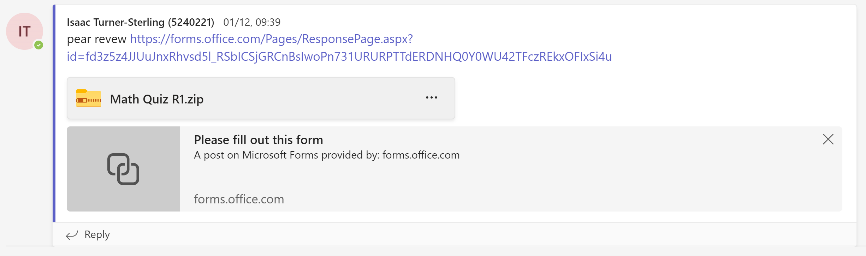 IT
Isaac Turner-Sterling (5240221) 01/12, 09:39
pear revew https://forms.office.com/Pages/ResponsePage.aspx?
id=fd3z5z4JJUuJnxRhvsd5l_RSbICSjGRCnBsIwoPn731URURPTTdERDNHQ0Y0WU42TFczREkxOFIxSi4u
Math Quiz R1.zip
Please fill out this form
A post on Microsoft Forms provided by: forms.office.com
forms.office.com
Reply